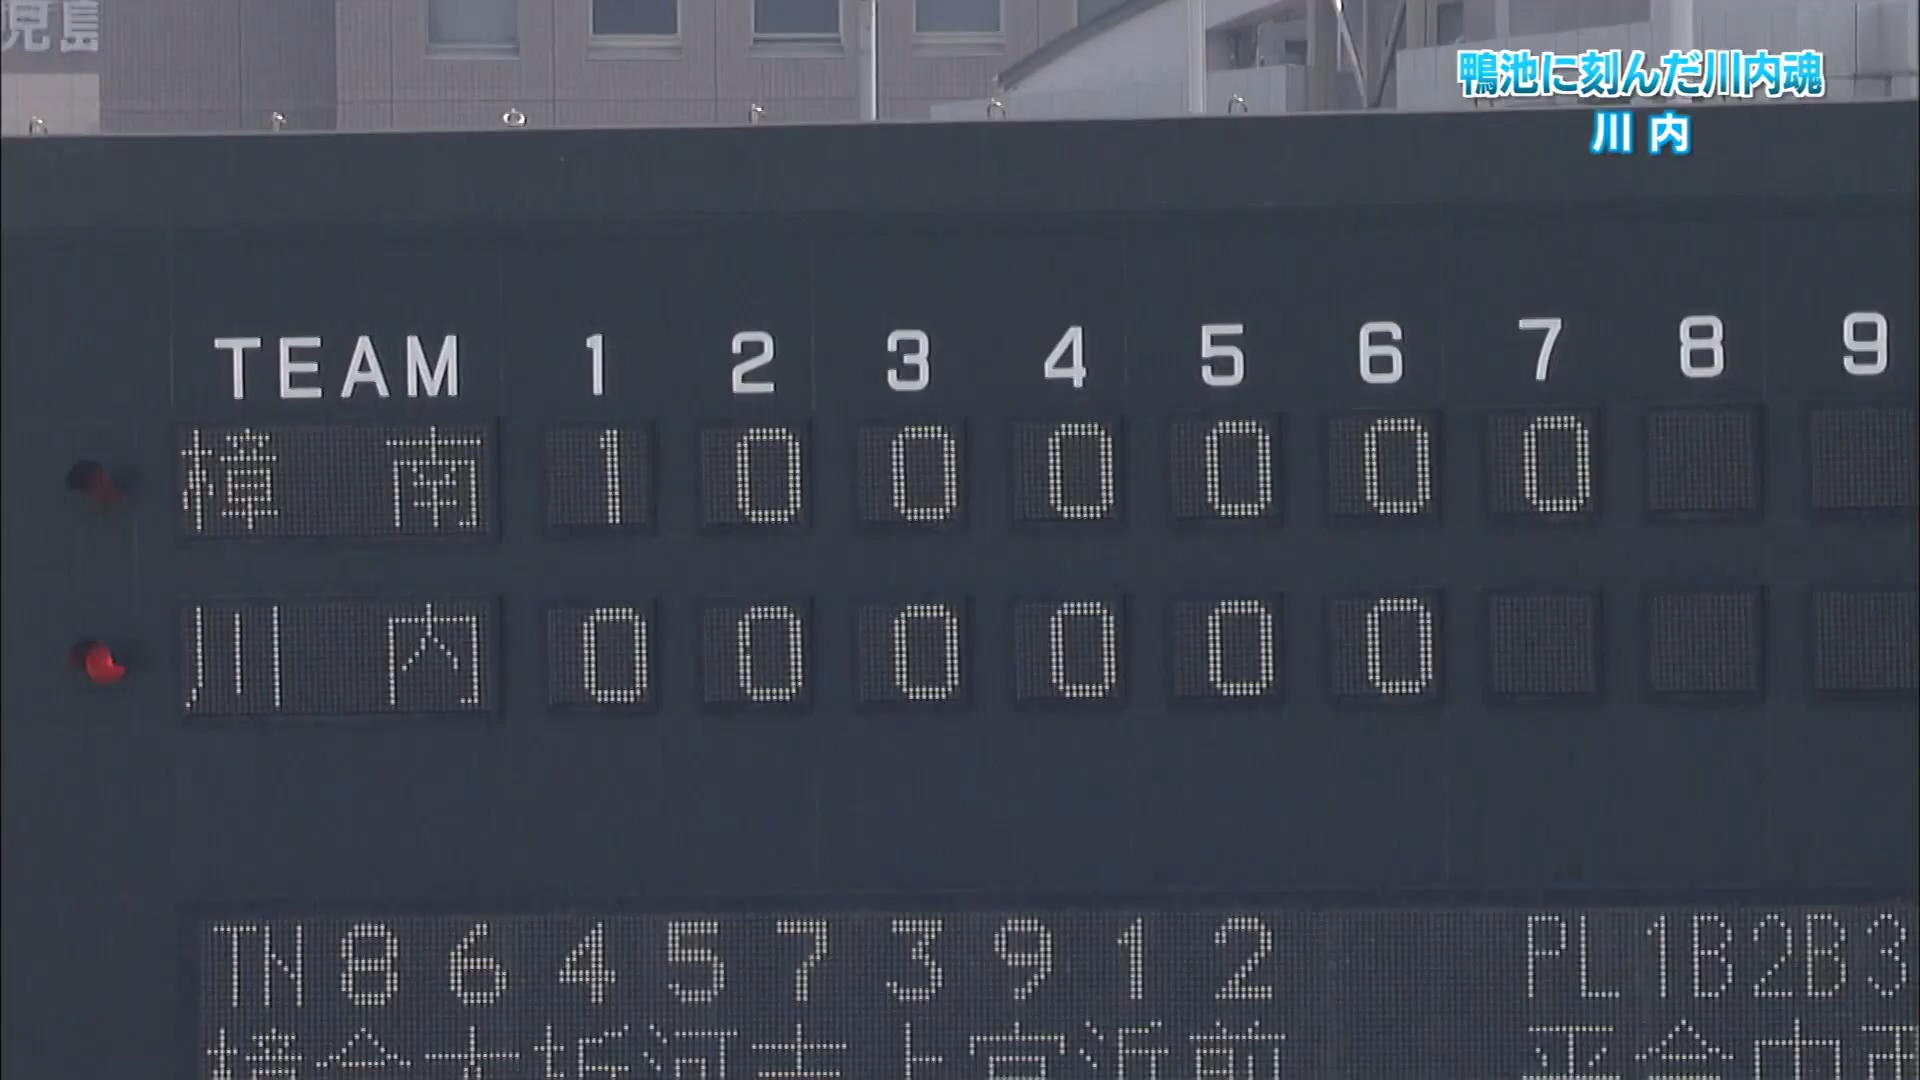 見島
鴨池に刻んだ川内魂
川内
TEAM 1 2 3 4 5 6 7 8 9
樟南 1 0 0 0 0 0 0
川内 0 0 0 0 0 0
TN 8 6 4 5 7 3 9 1 2 PL 1B 2B 3